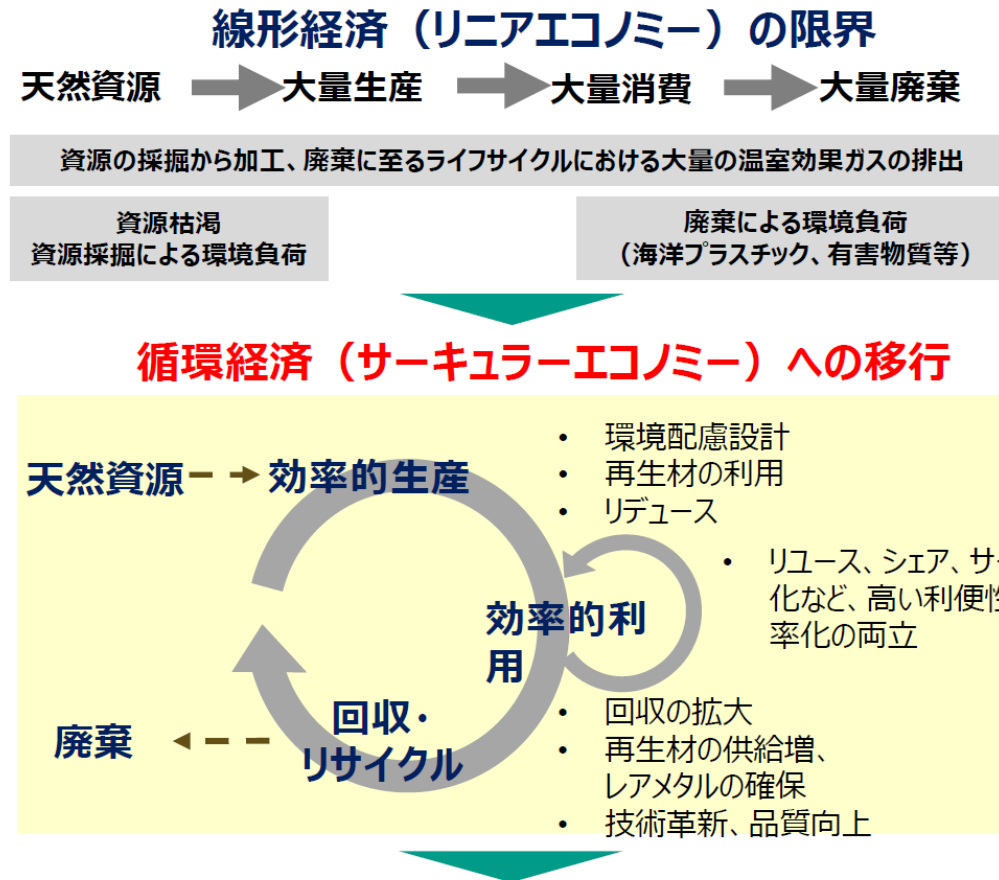 線形経済（リニアエコノミー）の限界
天然資源 大量生産 大量消費 大量廃棄
資源の採掘から加工、廃棄に至るライフサイクルにおける大量の温室効果ガスの排出
資源枯渇
資源採掘による環境負荷
廃棄による環境負荷
（海洋プラスチック、有害物質等）
循環経済（サーキュラーエコノミー）への移行
天然資源 効率的生産
• 環境配慮設計
• 再生材の利用
• リデュース
• リユース、シェア、サー
化など、高い利便性
率化の両立
効率的利
用
回収・
リサイクル
廃棄
• 回収の拡大
• 再生材の供給増、
レアメタルの確保
• 技術革新、品質向上